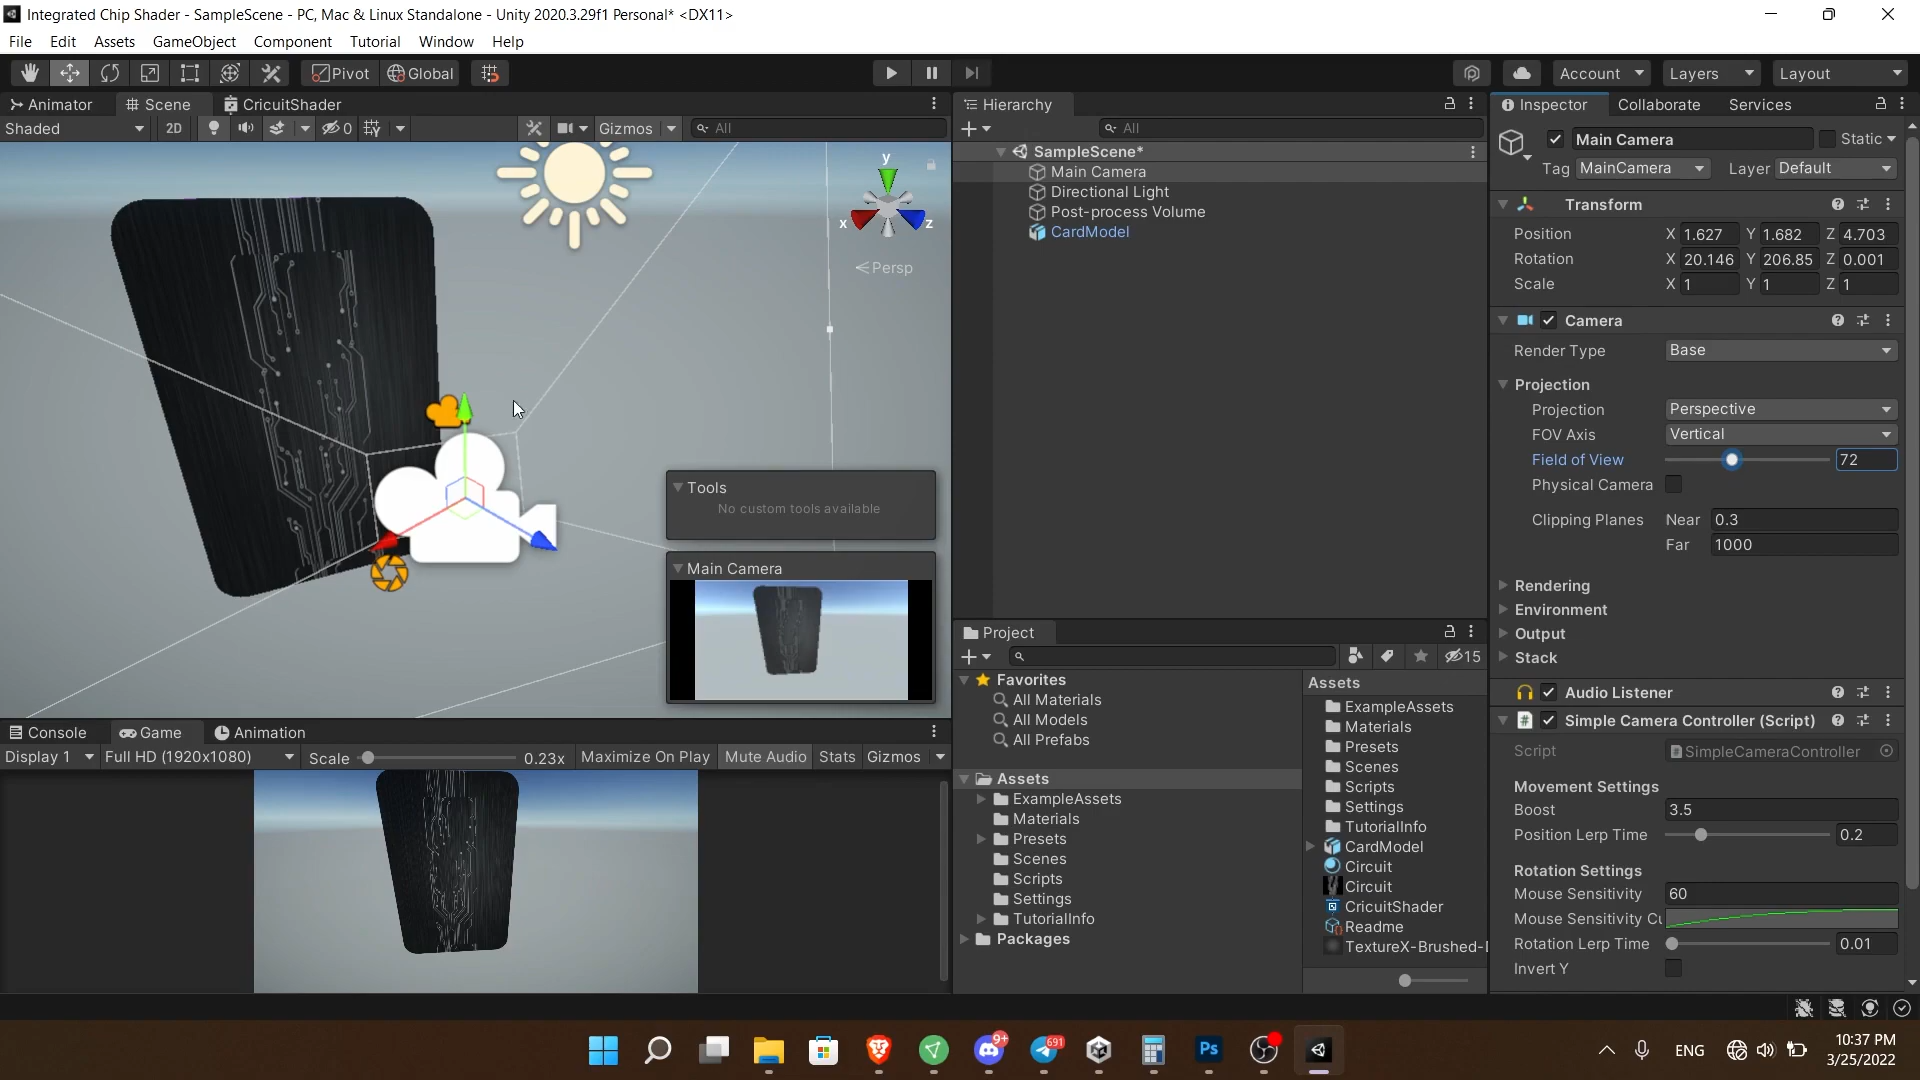 Integrated Chip Shader - SampleScene - PC, Mac & Linux Standalone - Unity 2020.3.29f1 Personal* <DX11>
File Edit Assets GameObject Component Tutorial Window Help
Pivot Global Account Layers Layout
Animator Scene CricuitShader
Shaded 2D 0 Gizmos All
y x z
Persp
Tools
No custom tools available
Main Camera
Hierarchy
All
SampleScene*
Main Camera
Directional Light
Post-process Volume
CardModel
Inspector Collaborate Services
Main Camera Static
Tag MainCamera Layer Default
Transform
Position X 1.627 Y 1.682 Z 4.703
Rotation X 20.146 Y 206.85 Z 0.001
Scale X 1 Y 1 Z 1
Camera
Render Type Base
Projection
Projection Perspective
FOV Axis Vertical
Field of View 72
Physical Camera
Clipping Planes Near 0.3
Far 1000
Rendering
Environment
Output
Stack
Audio Listener
Simple Camera Controller (Script)
Script SimpleCameraController
Movement Settings
Boost 3.5
Position Lerp Time 0.2
Rotation Settings
Mouse Sensitivity 60
Mouse Sensitivity Cu
Rotation Lerp Time 0.01
Invert Y
Console Game Animation
Display 1 Full HD (1920x1080) Scale 0.23x Maximize On Play Mute Audio Stats Gizmos
Project
15
Favorites
All Materials
All Models
All Prefabs
Assets
ExampleAssets
Materials
Presets
Scenes
Scripts
Settings
TutorialInfo
Packages
Assets
ExampleAssets
Materials
Presets
Scenes
Scripts
Settings
TutorialInfo
CardModel
Circuit
Circuit
CricuitShader
Readme
TextureX-Brushed-
9+ 691 Ps
ENG
10:37 PM
3/25/2022